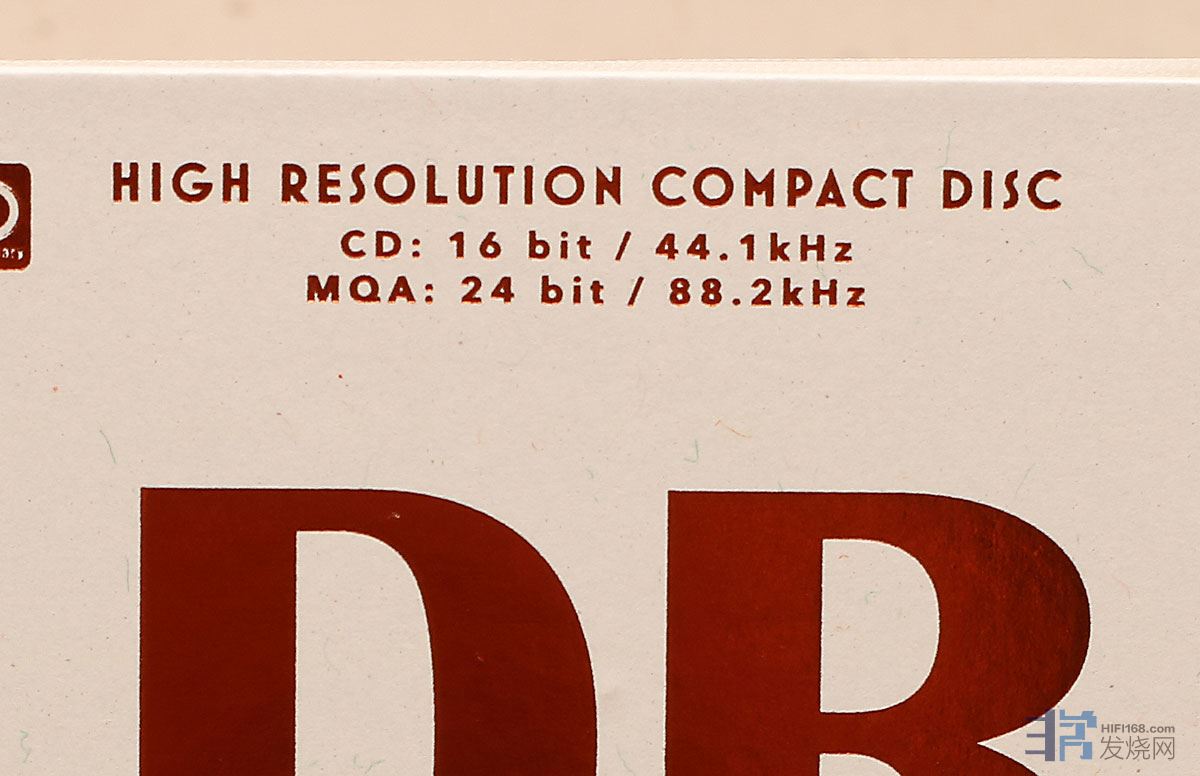 HIGH RESOLUTION COMPACT DISC
CD: 16 bit / 44.1kHz
MQA: 24 bit / 88.2kHz
DR
HIFI168.com
发烧网